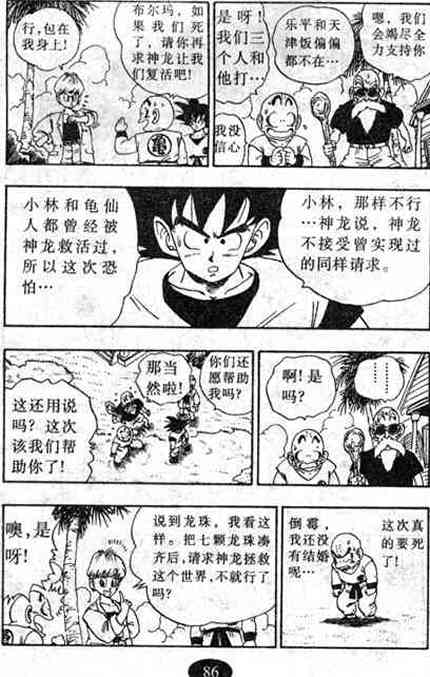 嗯，我们
会竭尽全
力支持你
乐平和天
津饭偏偏
都不在…
是呀！
我们三
个人和
他打…
我没
信心
布尔玛，如
果我们死
了，请你再
求神龙让我
们复活吧！
行，包在
我身上！
小林，那样不行
…神龙说，神龙
不接受曾实现过
的同样请求。
小林和龟仙
人都曾经被
神龙救活过，
所以这次恐
怕…
……
啊！是
吗？
你们还
愿帮助
我吗？
那当
然啦！
这还用说
吗？这次
该我们帮
助你了！
这次真
的要死
了！
倒霉，
我还没
有结婚
呢…
说到龙珠，我看这
样。把七颗龙珠凑
齐后，请求神龙拯救
这个世界，不就行了
吗？
噢，是
呀！
86